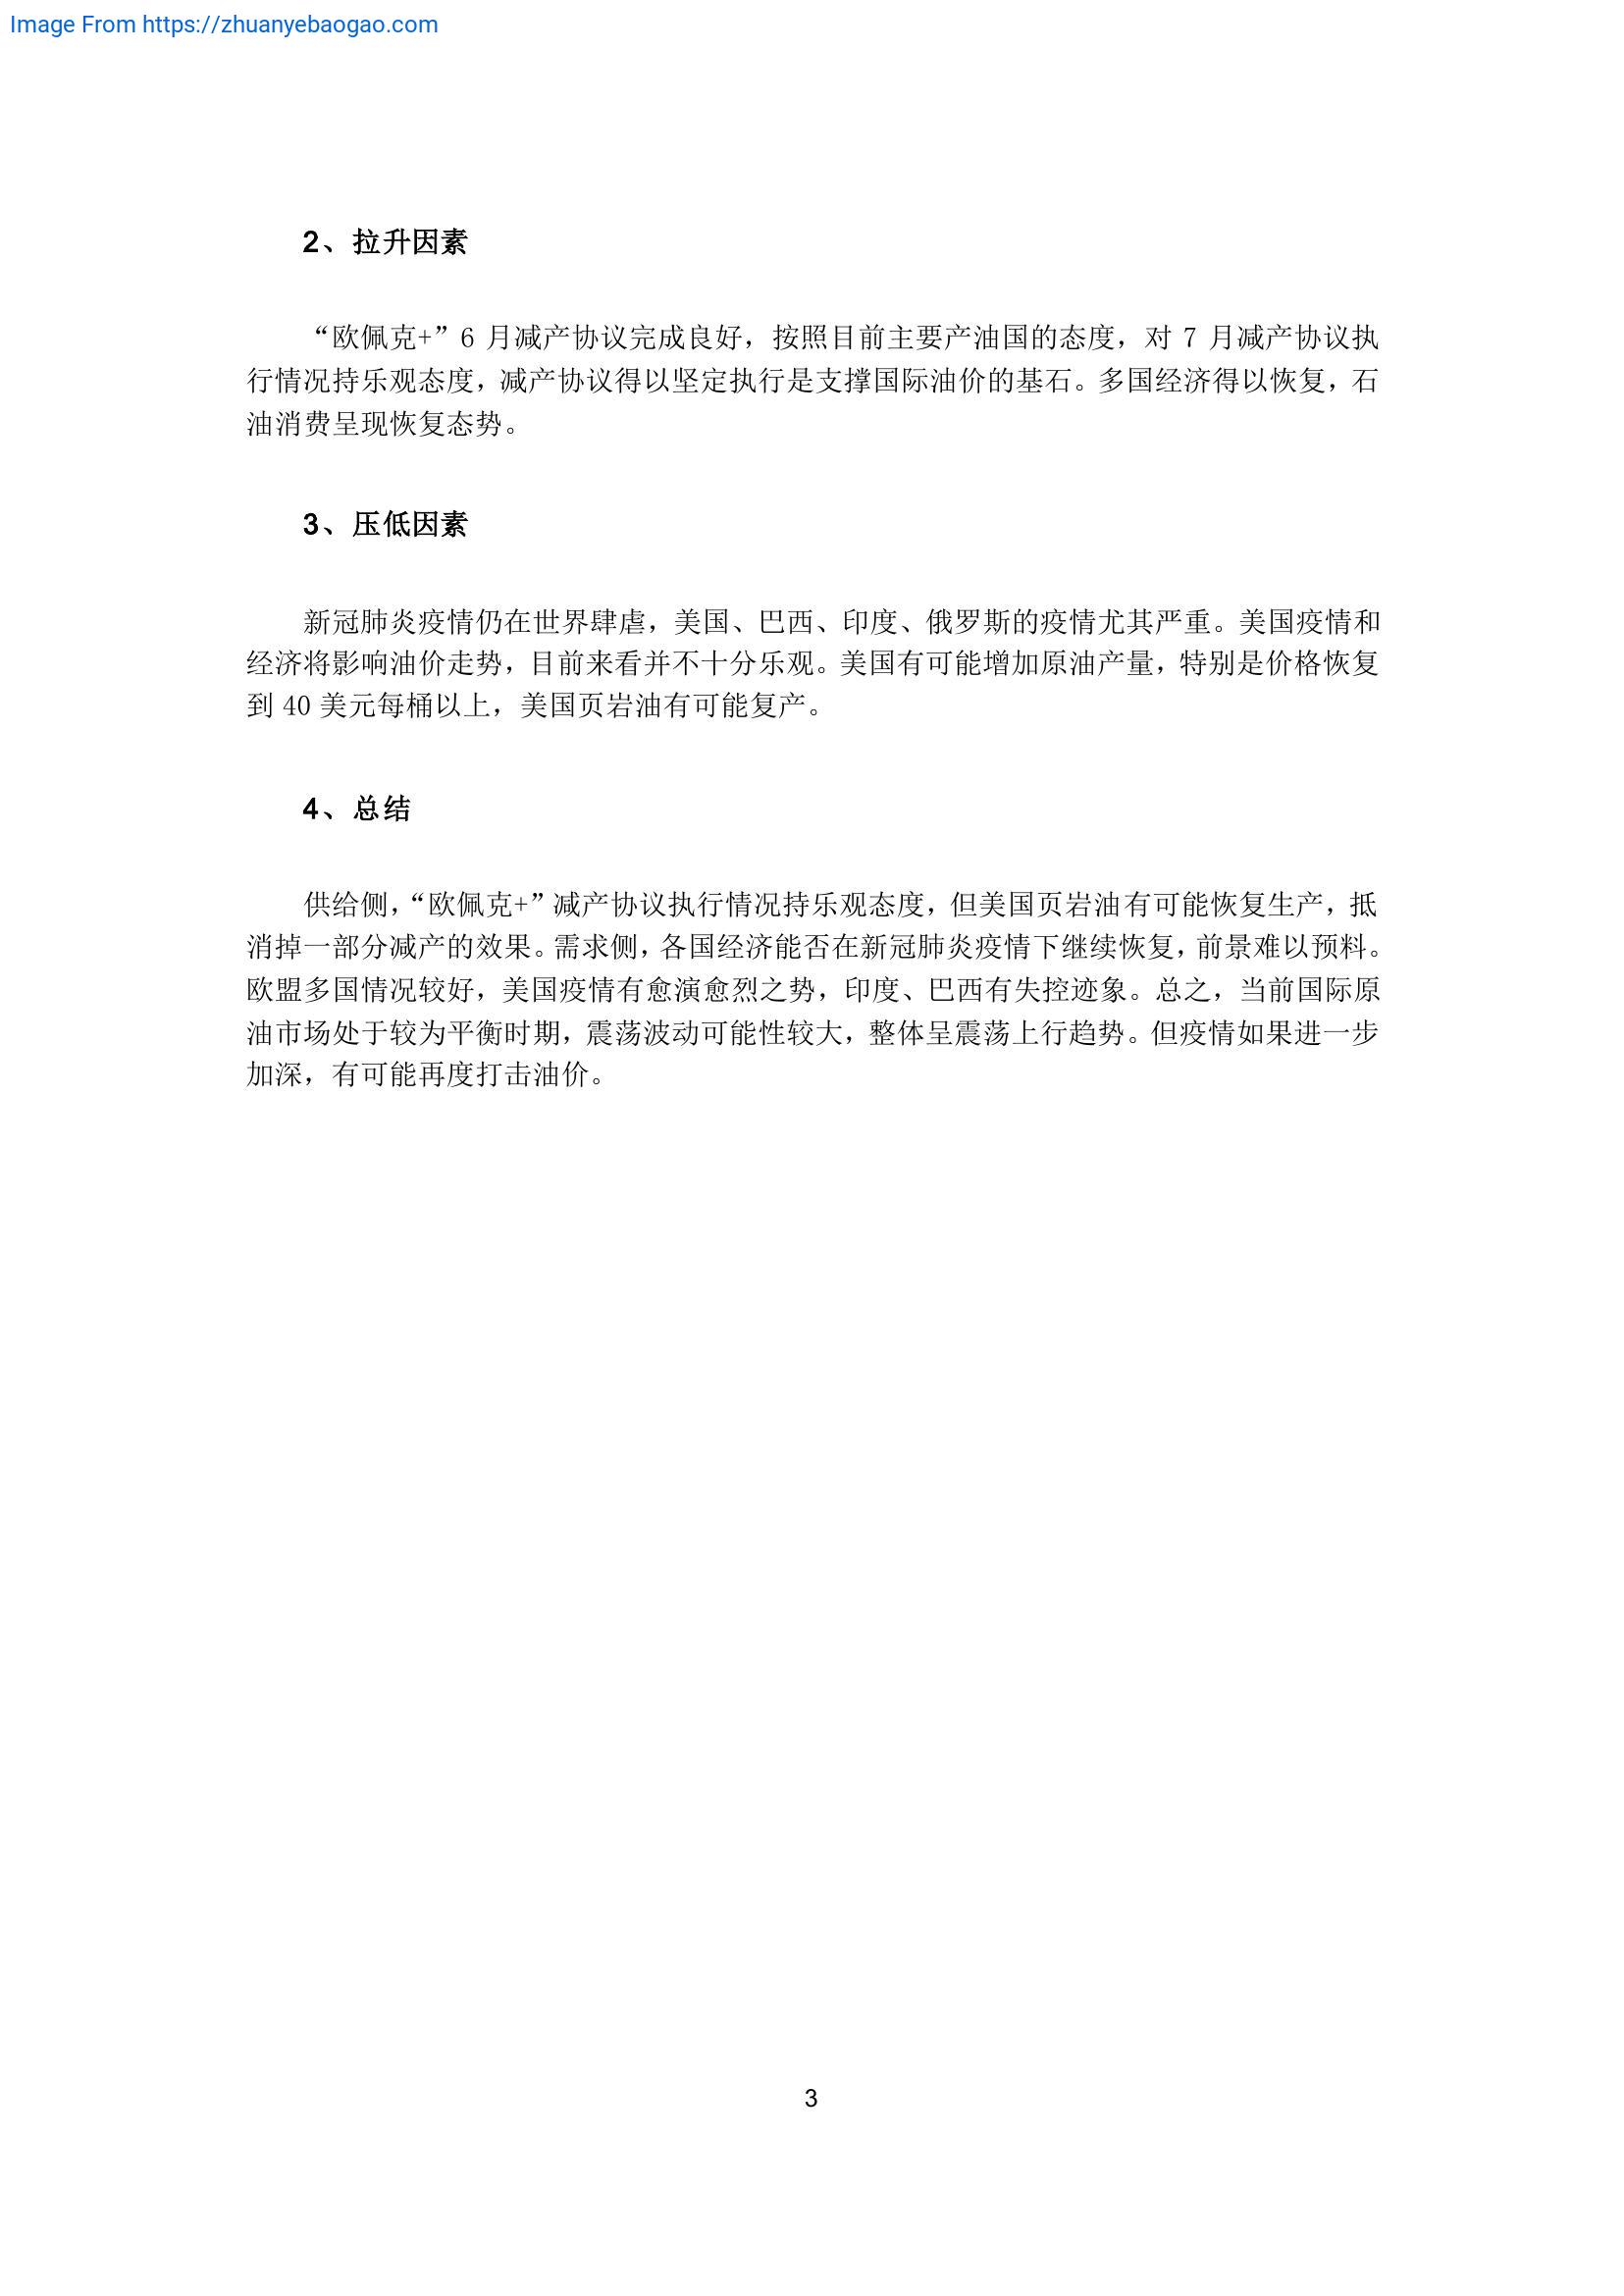 Image From https://zhuanyebaogao.com
2、拉升因素
“欧佩克+”6 月减产协议完成良好，按照目前主要产油国的态度，对 7 月减产协议执
行情况持乐观态度，减产协议得以坚定执行是支撑国际油价的基石。多国经济得以恢复，石
油消费呈现恢复态势。
3、压低因素
新冠肺炎疫情仍在世界肆虐，美国、巴西、印度、俄罗斯的疫情尤其严重。美国疫情和
经济将影响油价走势，目前来看并不十分乐观。美国有可能增加原油产量，特别是价格恢复
到 40 美元每桶以上，美国页岩油有可能复产。
4、总结
供给侧，“欧佩克+”减产协议执行情况持乐观态度，但美国页岩油有可能恢复生产，抵
消掉一部分减产的效果。需求侧，各国经济能否在新冠肺炎疫情下继续恢复，前景难以预料。
欧盟多国情况较好，美国疫情有愈演愈烈之势，印度、巴西有失控迹象。总之，当前国际原
油市场处于较为平衡时期，震荡波动可能性较大，整体呈震荡上行趋势。但疫情如果进一步
加深，有可能再度打击油价。
3